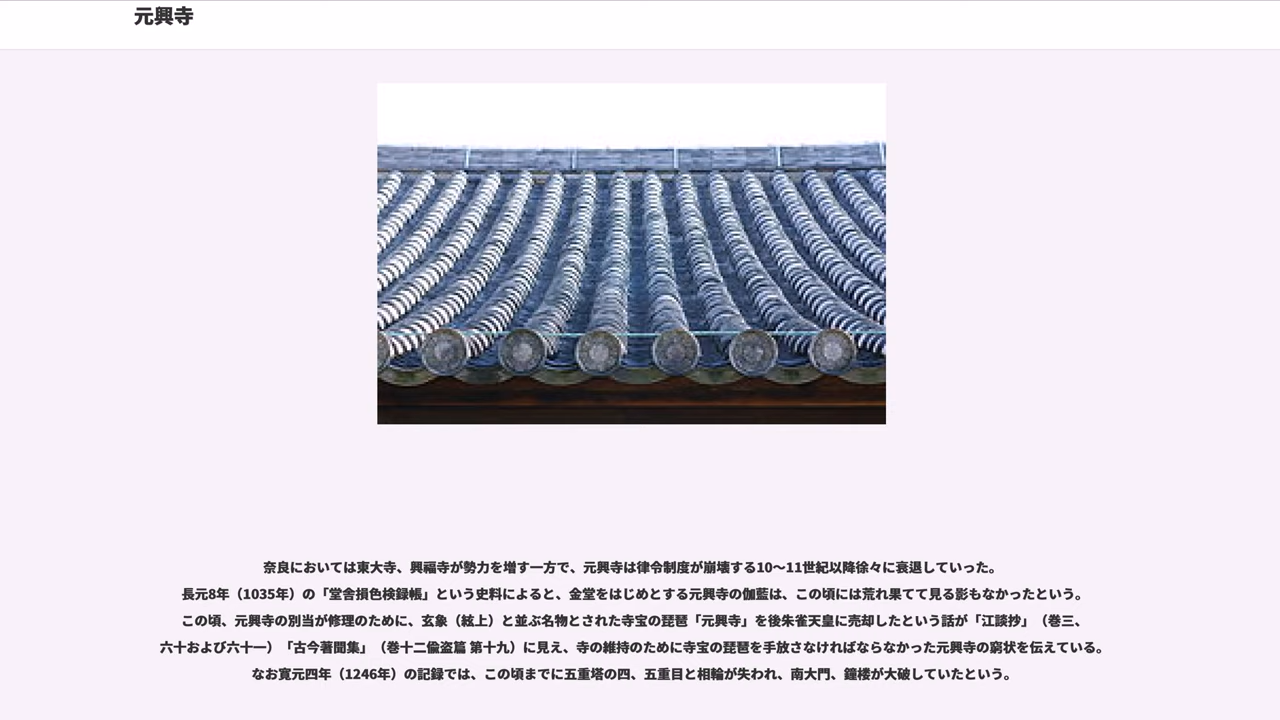 元興寺
奈良においては東大寺、興福寺が勢力を増す一方で、元興寺は律令制度が崩壊する10〜11世紀以降徐々に衰退していった。
長元8年（1035年）の「堂舎損色検録帳」という史料によると、金堂をはじめとする元興寺の伽藍は、この頃には荒れ果てて見る影もなかったという。
この頃、元興寺の別当が修理のために、玄象（絃上）と並ぶ名物とされた寺宝の琵琶「元興寺」を後朱雀天皇に売却したという話が「江談抄」（巻三、
六十および六十一）「古今著聞集」（巻十二偸盗篇 第十九）に見え、寺の維持のために寺宝の琵琶を手放さなければならなかった元興寺の窮状を伝えている。
なお寛元四年（1246年）の記録では、この頃までに五重塔の四、五重目と相輪が失われ、南大門、鐘楼が大破していたという。